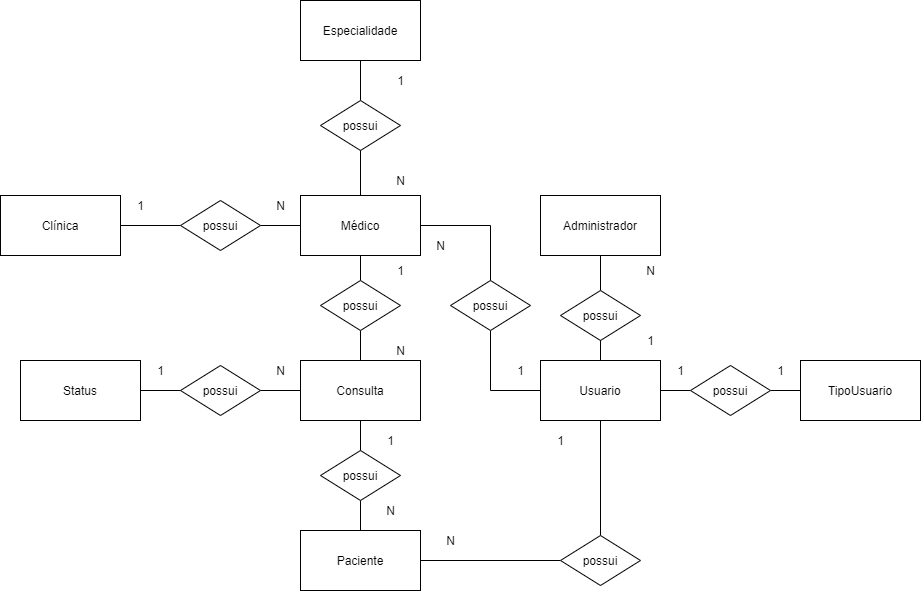 Especialidade
1
possui
N
Clínica
1
possui
N
Médico
N
Administrador
N
1
possui
N
possui
possui
1
Status
1
possui
N
Consulta
1
Usuario
1
possui
1
TipoUsuario
1
possui
N
1
Paciente
N
possui